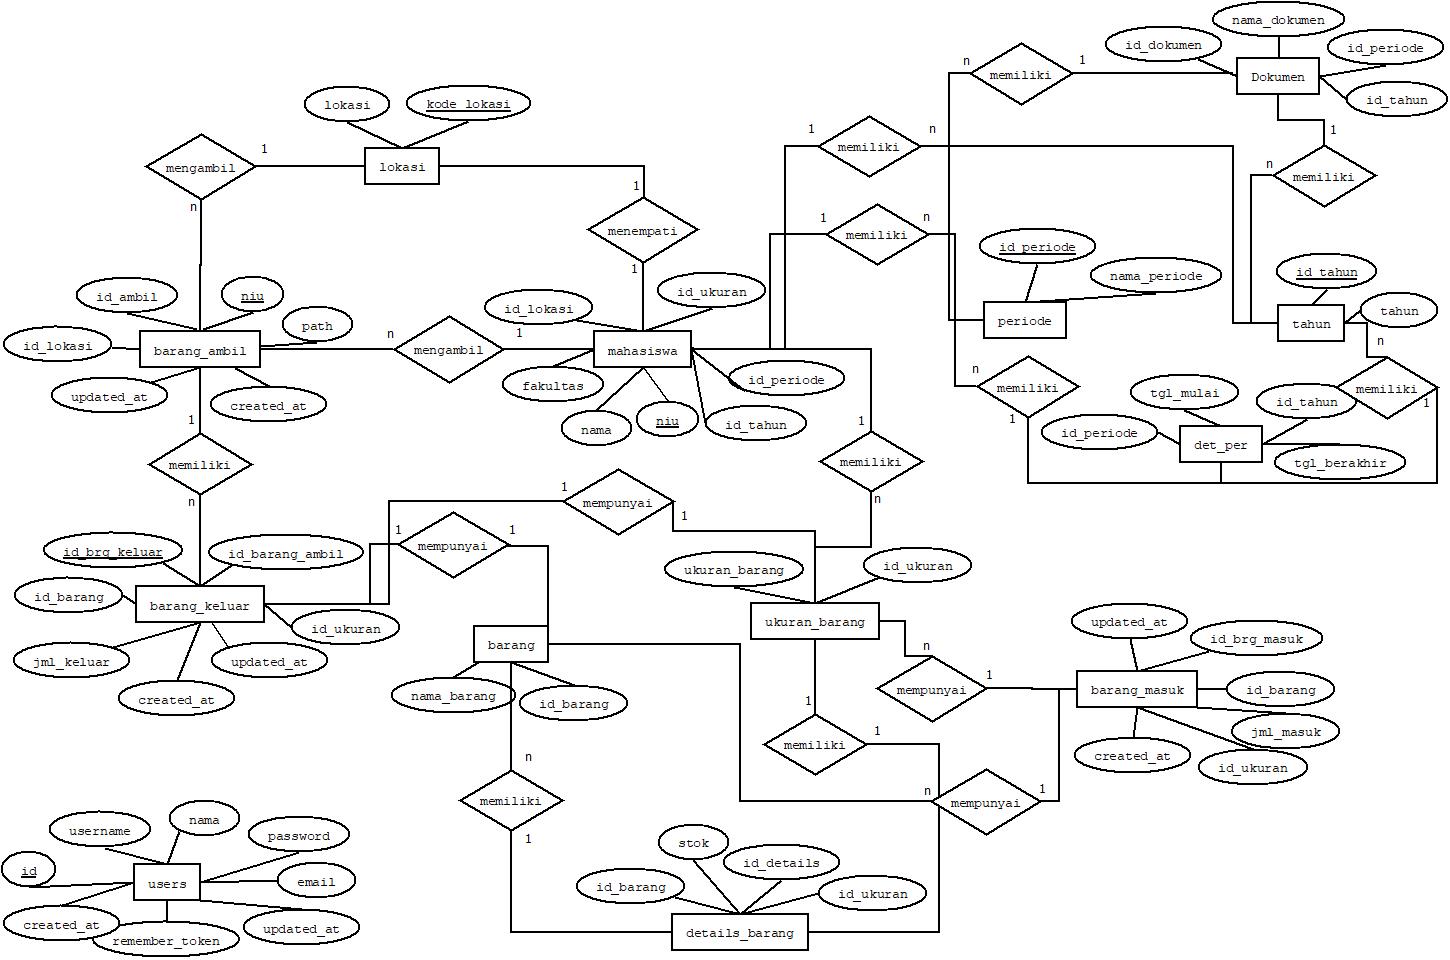 nama_dokumen
id_dokumen
id_periode
n
memiliki
1
Dokumen
id_tahun
lokasi
kode_lokasi
1
n
memiliki
1
mengambil
1
lokasi
n
memiliki
n
1
menempati
1
n
memiliki
1
id_periode
nama_periode
id_tahun
tahun
periode
tahun
n
id_ambil
niu
path
id_lokasi
barang_ambil
updated_at
created_at
n
mengambil
1
id_lokasi
id_ukuran
mahasiswa
fakultas
nama
niu
id_periode
id_tahun
n
memiliki
1
memiliki
1
tgl_mulai
id_tahun
id_periode
det_per
tgl_berakhir
1
memiliki
n
1
memiliki
n
1
mempunyai
1
1
mempunyai
1
id_brg_keluar
id_barang_ambil
id_barang
barang_keluar
id_ukuran
jml_keluar
updated_at
created_at
ukuran_barang
id_ukuran
ukuran_barang
barang
nama_barang
id_barang
n
mempunyai
1
updated_at
id_brg_masuk
barang_masuk
id_barang
jml_masuk
created_at
id_ukuran
1
memiliki
1
n
mempunyai
1
n
memiliki
1
username
nama
password
id
users
email
created_at
remember_token
updated_at
stok
id_details
id_barang
id_ukuran
details_barang